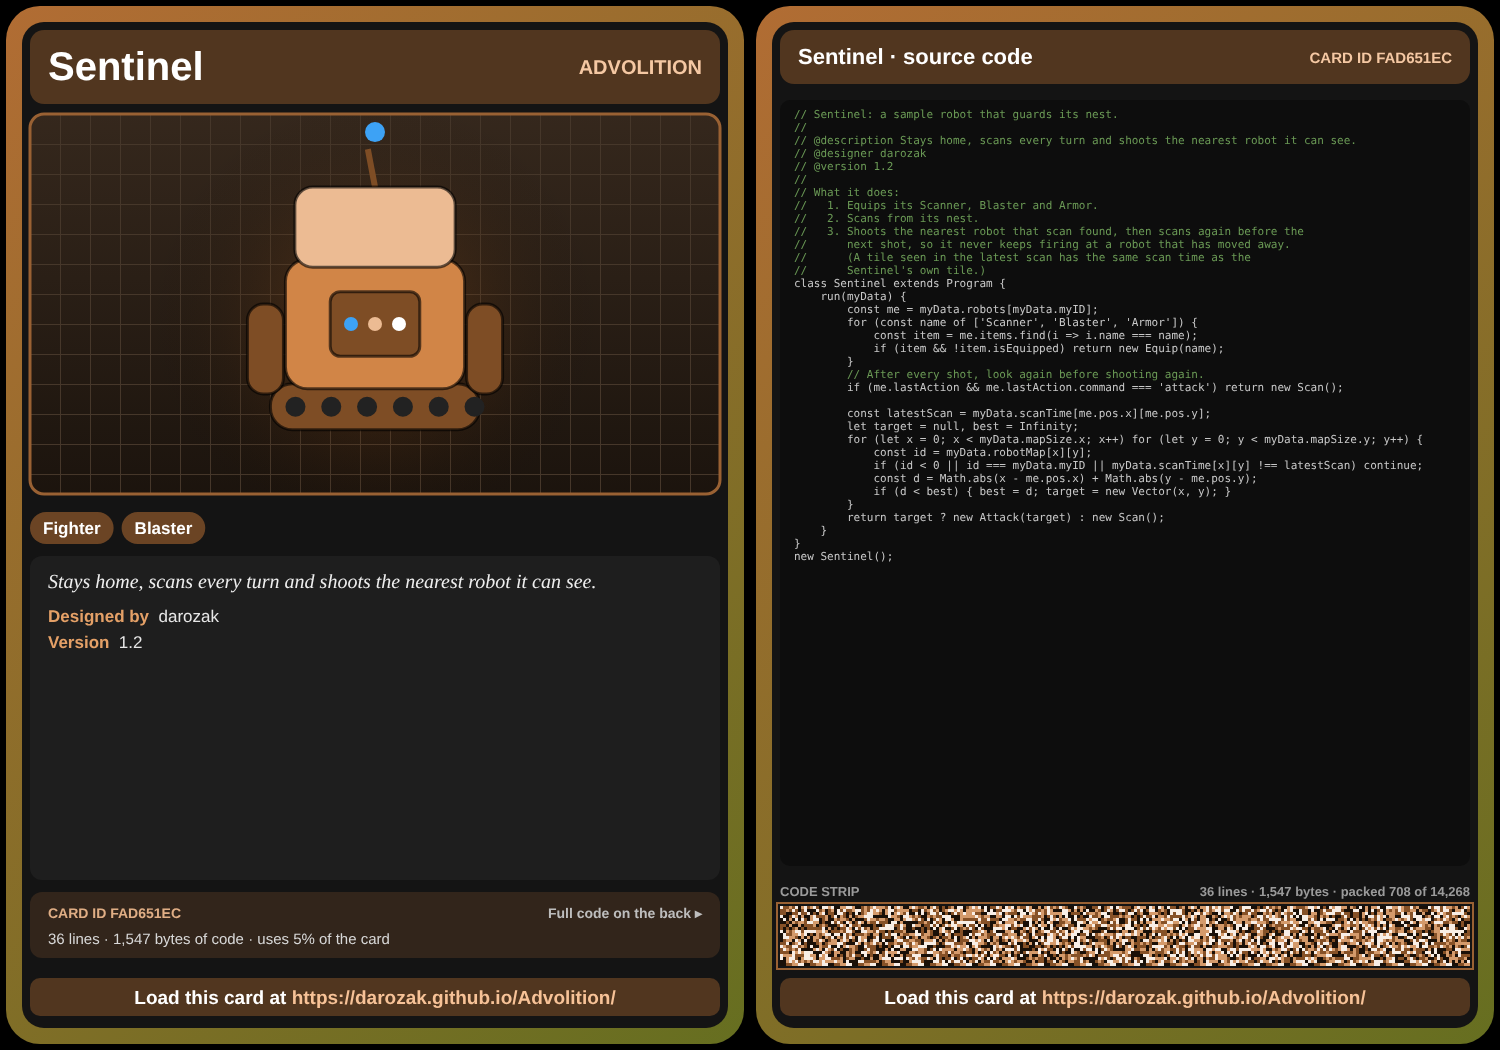 Sentinel
ADVOLITION
Fighter
Blaster
Stays home, scans every turn and shoots the nearest robot it can see.
Designed by darozak
Version 1.2
CARD ID FAD651EC
Full code on the back ▸
36 lines · 1,547 bytes of code · uses 5% of the card
Load this card at https://darozak.github.io/Advolition/
Sentinel · source code
CARD ID FAD651EC
// Sentinel: a sample robot that guards its nest.
//
// @description Stays home, scans every turn and shoots the nearest robot it can see.
// @designer darozak
// @version 1.2
//
// What it does:
//   1. Equips its Scanner, Blaster and Armor.
//   2. Scans from its nest.
//   3. Shoots the nearest robot that scan found, then scans again before the
//      next shot, so it never keeps firing at a robot that has moved away.
//      (A tile seen in the latest scan has the same scan time as the
//      Sentinel's own tile.)
class Sentinel extends Program {
    run(myData) {
        const me = myData.robots[myData.myID];
        for (const name of ['Scanner', 'Blaster', 'Armor']) {
            const item = me.items.find(i => i.name === name);
            if (item && !item.isEquipped) return new Equip(name);
        }
        // After every shot, look again before shooting again.
        if (me.lastAction && me.lastAction.command === 'attack') return new Scan();
        const latestScan = myData.scanTime[me.pos.x][me.pos.y];
        let target = null, best = Infinity;
        for (let x = 0; x < myData.mapSize.x; x++) for (let y = 0; y < myData.mapSize.y; y++) {
            const id = myData.robotMap[x][y];
            if (id < 0 || id === myData.myID || myData.scanTime[x][y] !== latestScan) continue;
            const d = Math.abs(x - me.pos.x) + Math.abs(y - me.pos.y);
            if (d < best) { best = d; target = new Vector(x, y); }
        }
        return target ? new Attack(target) : new Scan();
    }
}
new Sentinel();
CODE STRIP
36 lines · 1,547 bytes · packed 708 of 14,268
Load this card at https://darozak.github.io/Advolition/